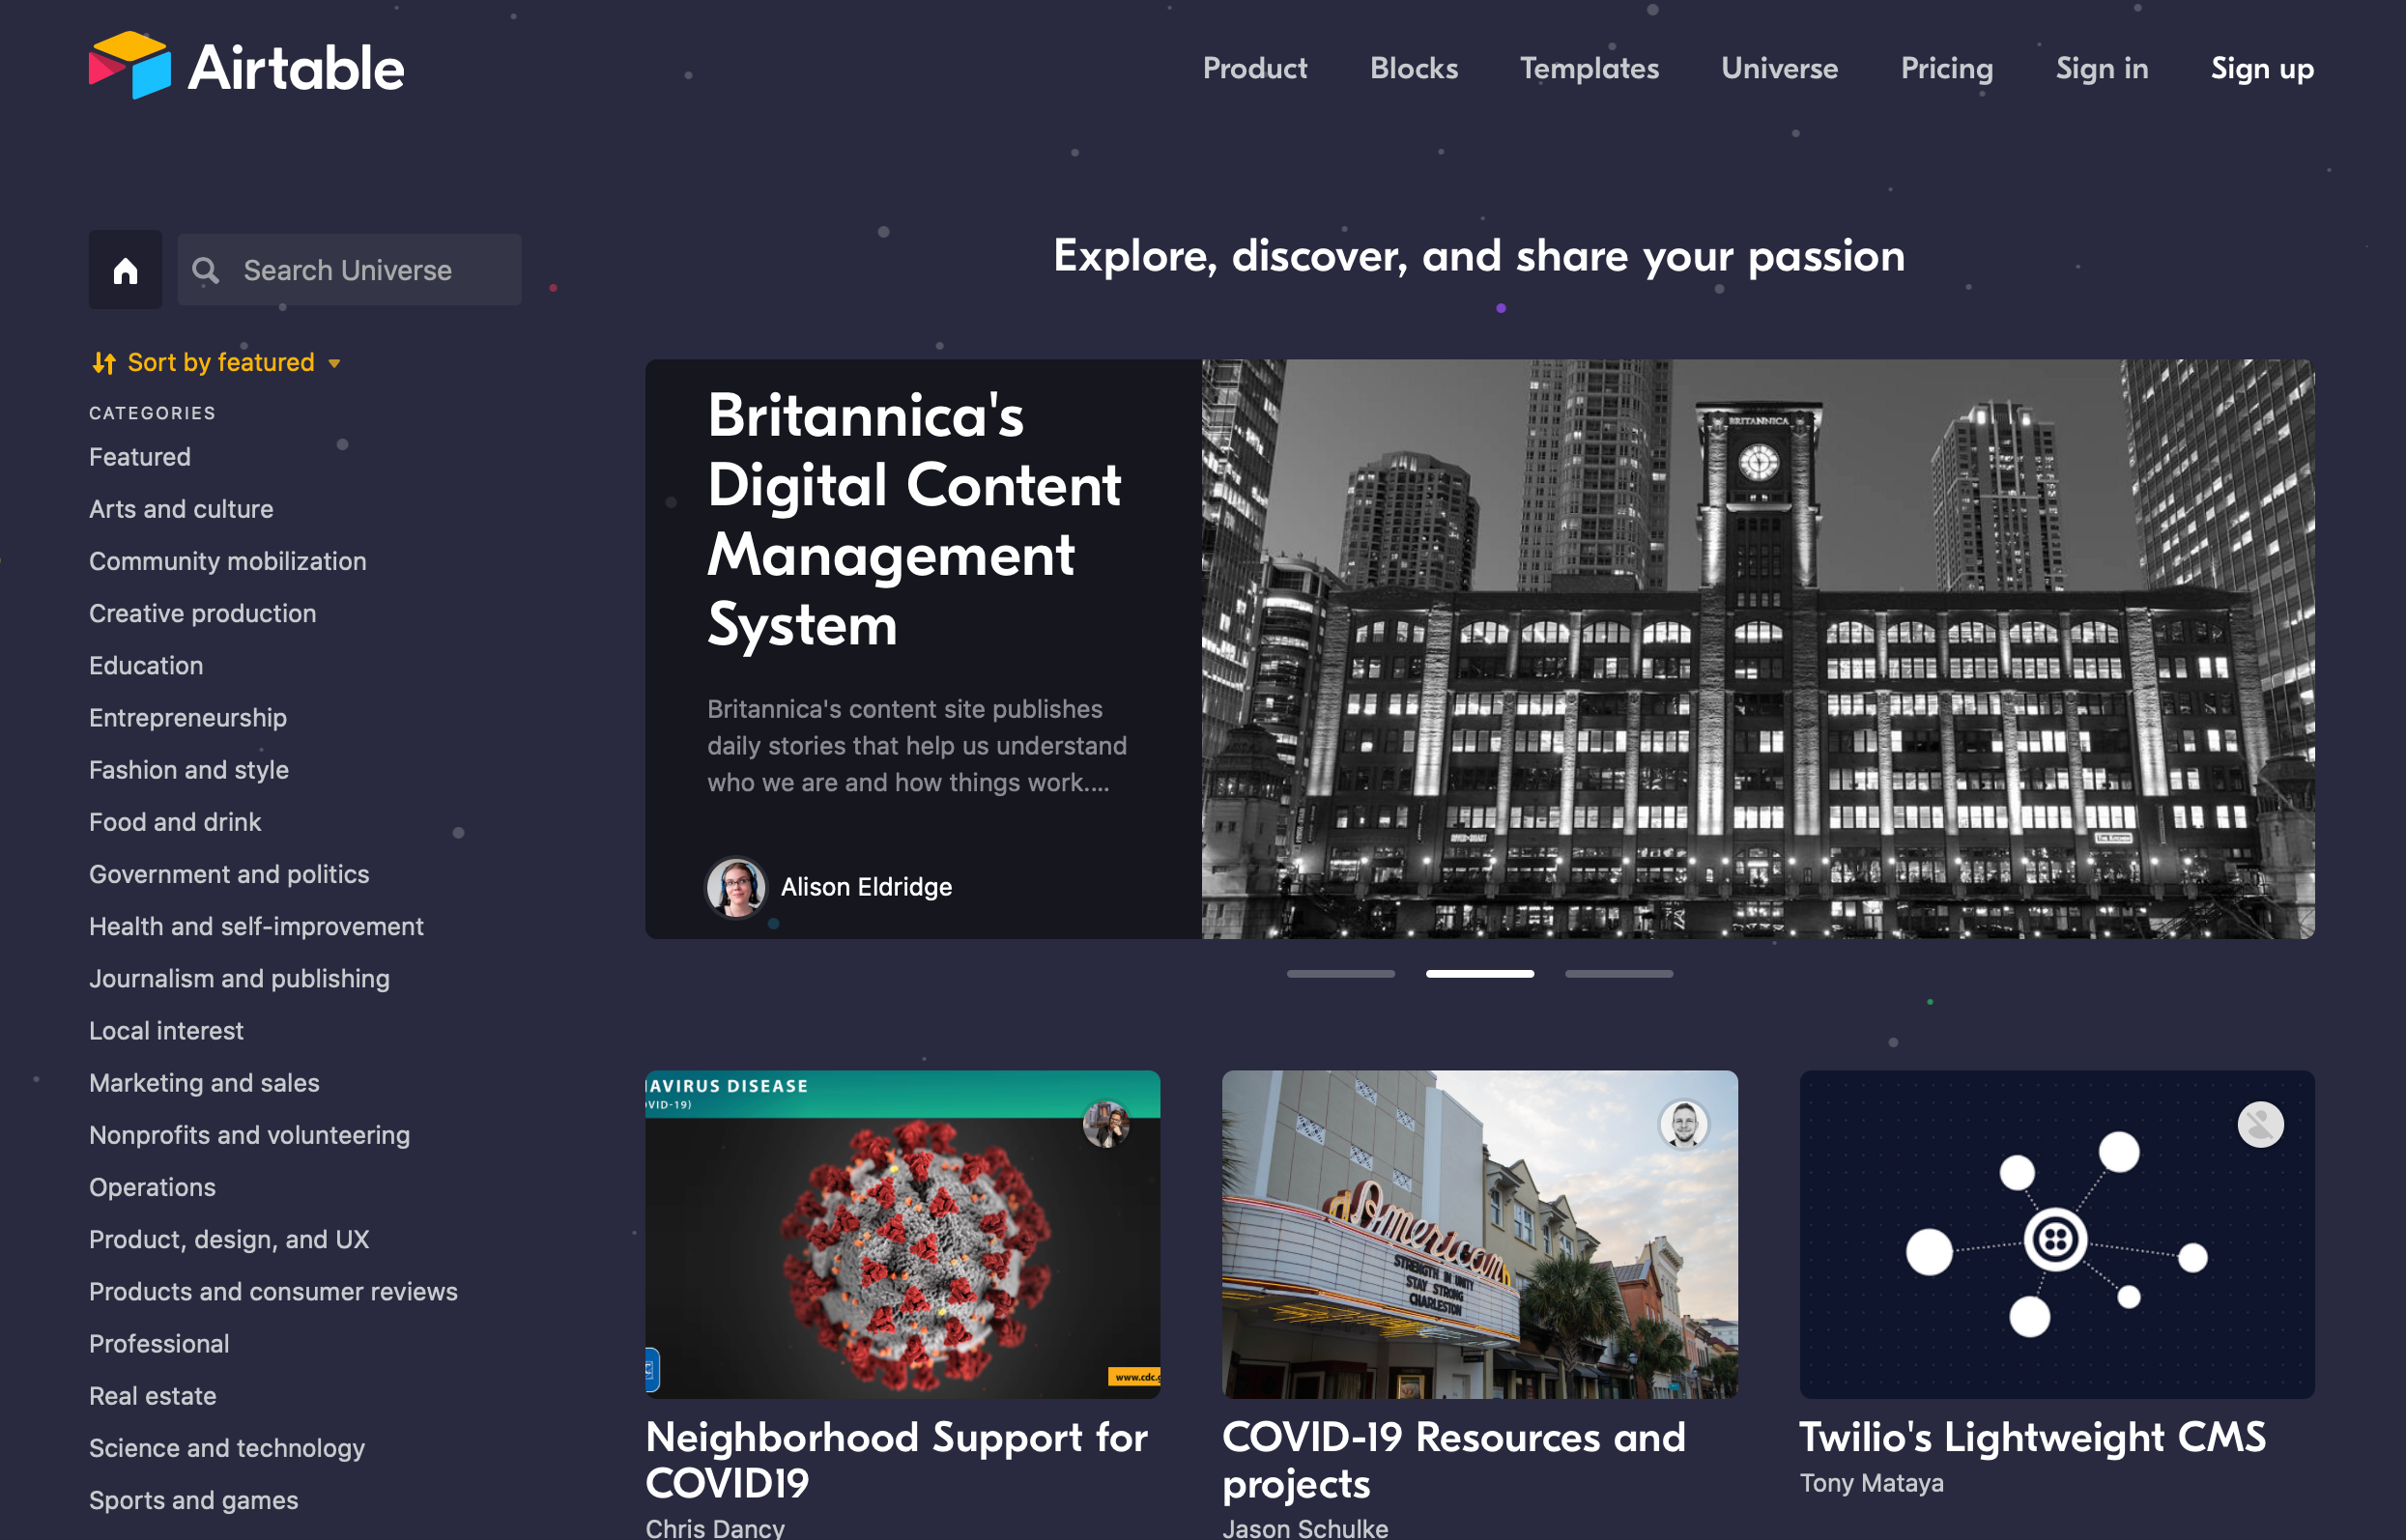 Airtable
Product
Blocks
Templates
Universe
Pricing
Sign in
Sign up
Search Universe
Explore, discover, and share your passion
Sort by featured
CATEGORIES
Featured
Arts and culture
Community mobilization
Creative production
Education
Entrepreneurship
Fashion and style
Food and drink
Government and politics
Health and self-improvement
Journalism and publishing
Local interest
Marketing and sales
Nonprofits and volunteering
Operations
Product, design, and UX
Products and consumer reviews
Professional
Real estate
Science and technology
Sports and games
Britannica's
Digital Content
Management
System
Britannica's content site publishes
daily stories that help us understand
who we are and how things work....
Alison Eldridge
BRITANNICA
AVIRUS DISEASE
OVID-19)
www.cdc.g
Neighborhood Support for
COVID19
Chris Dancy
American
STRENGTH IN UNITY
STAY STRONG
CHARLESTON
COVID-19 Resources and
projects
Jason Schulke
Twilio's Lightweight CMS
Tony Mataya